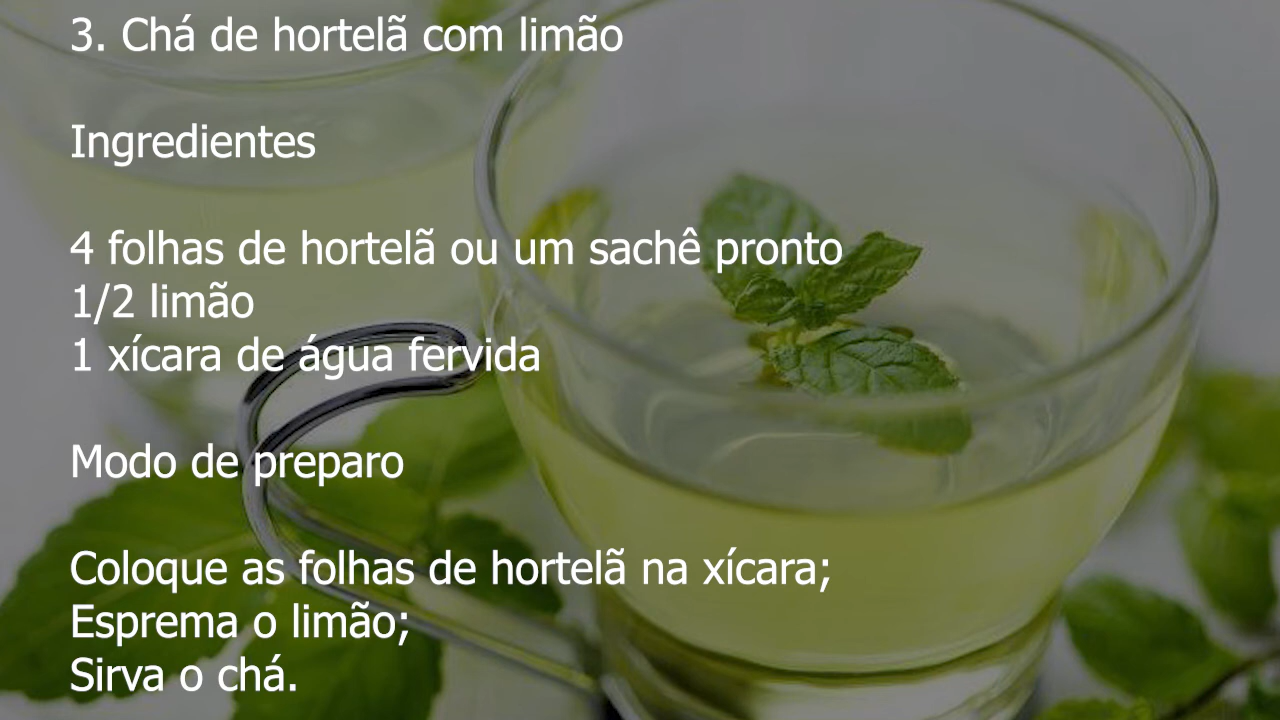 3. Chá de hortelã com limão
Ingredientes
4 folhas de hortelã ou um sachê pronto
1/2 limão
1 xícara de água fervida
Modo de preparo
Coloque as folhas de hortelã na xícara;
Esprema o limão;
Sirva o chá.